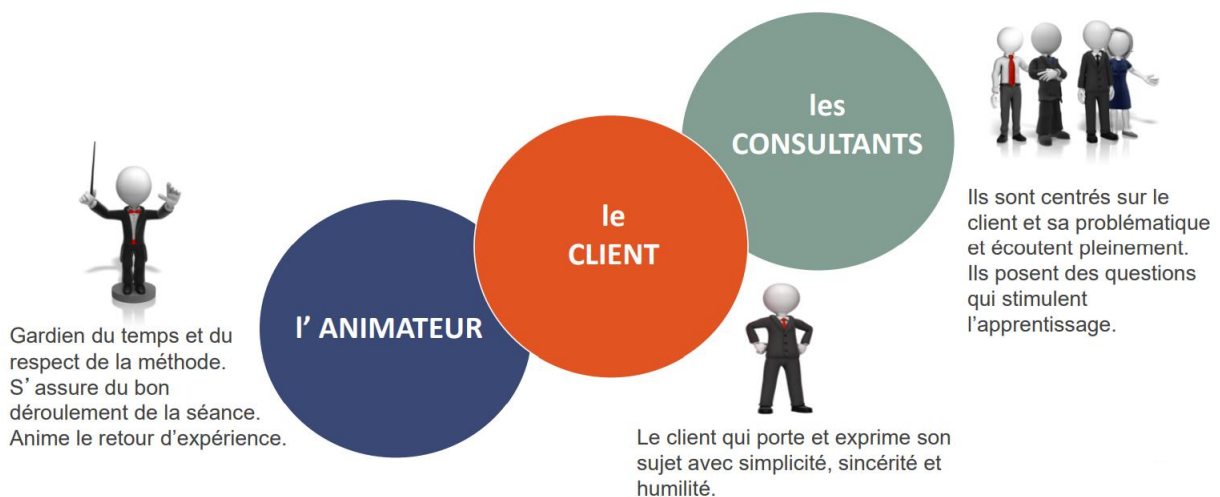 l’ ANIMATEUR
Gardien du temps et du
respect de la méthode.
S’ assure du bon
déroulement de la séance.
Anime le retour d’expérience.
le
CLIENT
Le client qui porte et exprime son
sujet avec simplicité, sincérité et
humilité.
les
CONSULTANTS
Ils sont centrés sur le
client et sa problématique
et écoutent pleinement.
Ils posent des questions
qui stimulent
l’apprentissage.